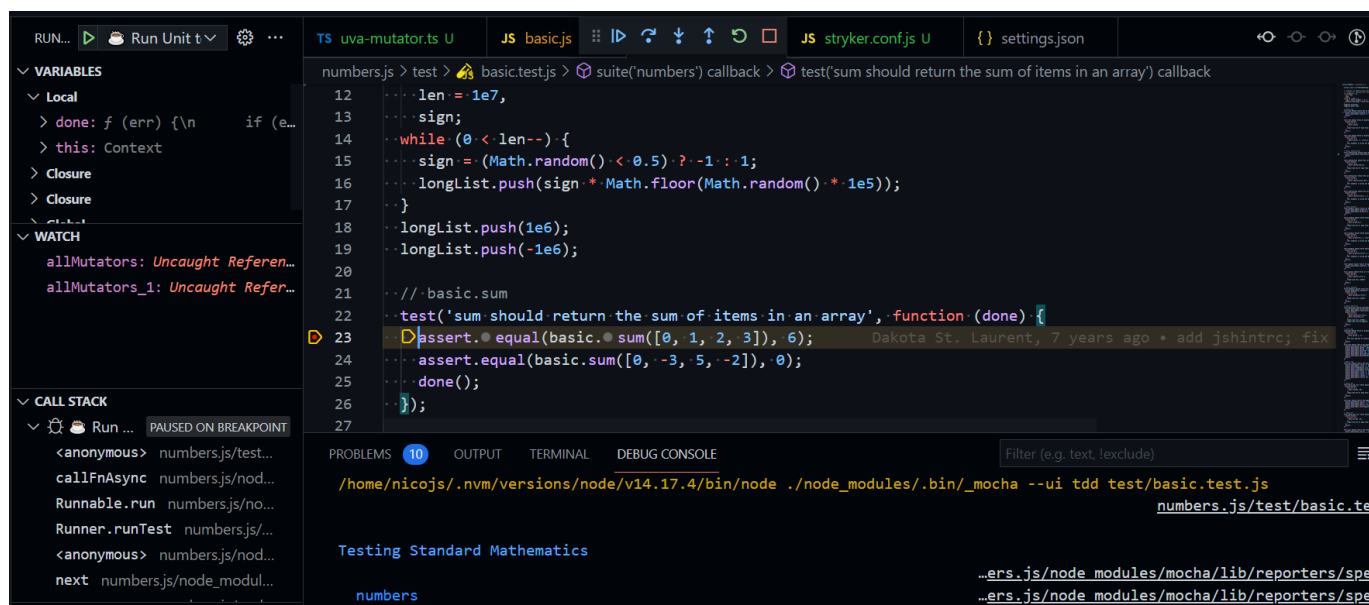 RUN... Run Unit t
TS uva-mutator.ts U JS basic.js JS stryker.conf.js U { } settings.json
numbers.js > test > basic.test.js > suite('numbers') callback > test('sum should return the sum of items in an array') callback
VARIABLES
Local
> done: ƒ (err) {\n if (e…
> this: Context
> Closure
> Closure
> Global
WATCH
allMutators: Uncaught Referen…
allMutators_1: Uncaught Refer…
CALL STACK
Run ... PAUSED ON BREAKPOINT
<anonymous> numbers.js/test...
callFnAsync numbers.js/nod...
Runnable.run numbers.js/no...
Runner.runTest numbers.js/...
<anonymous> numbers.js/nod...
next numbers.js/node_modul...
12 len = 1e7,
13 sign;
14 while (0 < len--) {
15 sign = (Math.random() < 0.5) ? -1 : 1;
16 longList.push(sign * Math.floor(Math.random() * 1e5));
17 }
18 longList.push(1e6);
19 longList.push(-1e6);
20
21 // basic.sum
22 test('sum should return the sum of items in an array', function (done) {
23 assert.equal(basic.sum([0, 1, 2, 3]), 6); Dakota St. Laurent, 7 years ago • add jshintrc; fix
24 assert.equal(basic.sum([0, -3, 5, -2]), 0);
25 done();
26 });
27
PROBLEMS 10 OUTPUT TERMINAL DEBUG CONSOLE Filter (e.g. text, !exclude)
/home/nicojs/.nvm/versions/node/v14.17.4/bin/node ./node_modules/.bin/_mocha --ui tdd test/basic.test.js
numbers.js/test/basic.te
Testing Standard Mathematics
…ers.js/node_modules/mocha/lib/reporters/spe
numbers
…ers.js/node_modules/mocha/lib/reporters/spe